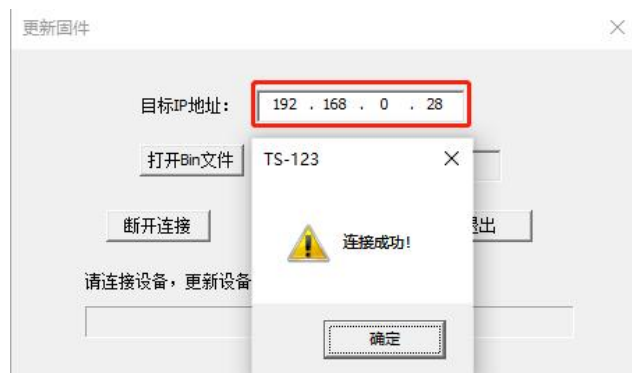 更新固件
目标IP地址： 192 . 168 . 0 . 28
打开Bin文件
TS-123
断开连接
连接成功!
出
请连接设备，更新设备
确定